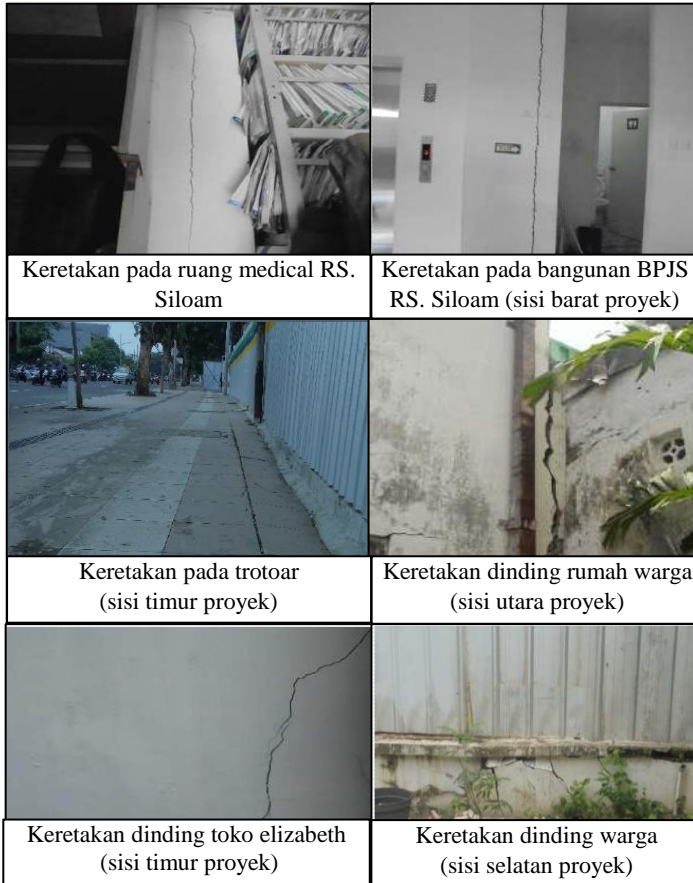 Keretakan pada ruang medical RS.
Siloam
Keretakan pada bangunan BPJS
RS. Siloam (sisi barat proyek)
Keretakan pada trotoar
(sisi timur proyek)
Keretakan dinding rumah warga
(sisi utara proyek)
Keretakan dinding toko elizabeth
(sisi timur proyek)
Keretakan dinding warga
(sisi selatan proyek)